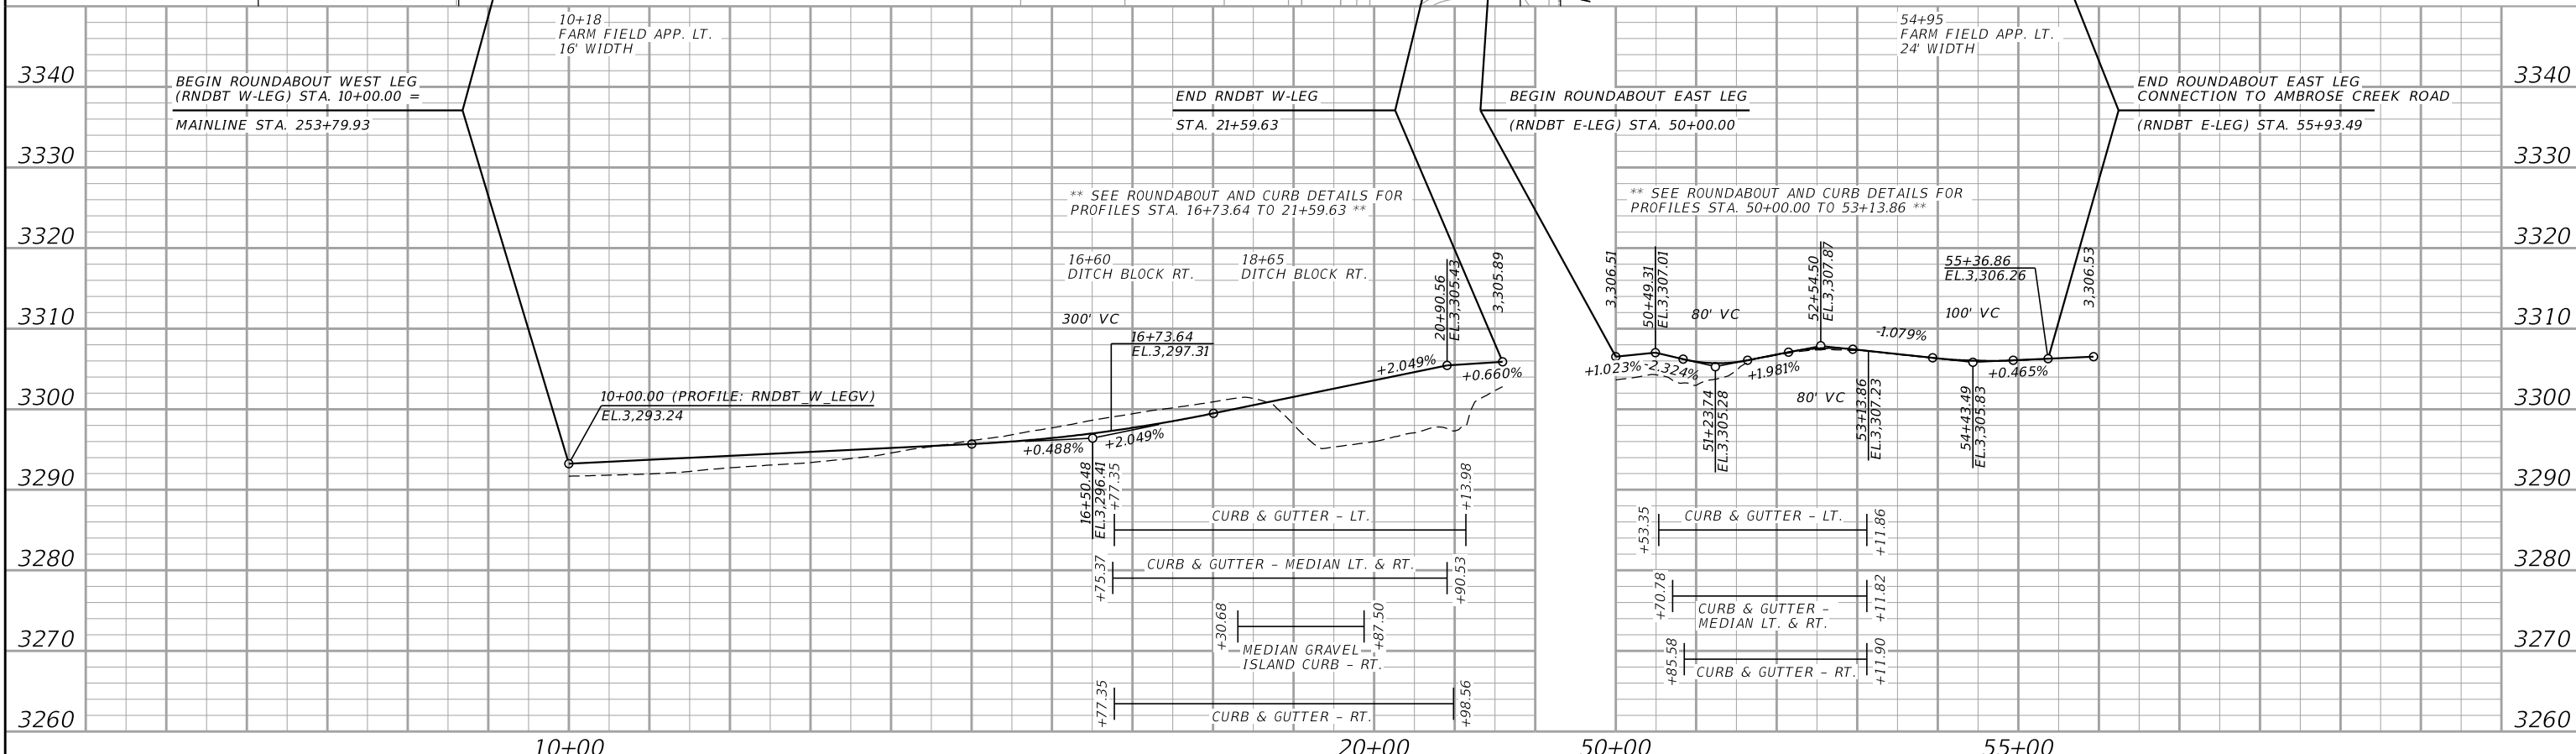 10+18
FARM FIELD APP. LT.
16' WIDTH
54+95
FARM FIELD APP. LT.
24' WIDTH
3340
3330
3320
3310
3300
3290
3280
3270
3260
BEGIN ROUNDABOUT WEST LEG
(RNDBT W-LEG) STA. 10+00.00 =
MAINLINE STA. 253+79.93
END RNDBT W-LEG
STA. 21+59.63
BEGIN ROUNDABOUT EAST LEG
(RNDBT E-LEG) STA. 50+00.00
END ROUNDABOUT EAST LEG
CONNECTION TO AMBROSE CREEK ROAD
(RNDBT E-LEG) STA. 55+93.49
** SEE ROUNDABOUT AND CURB DETAILS FOR
PROFILES STA. 16+73.64 TO 21+59.63 **
** SEE ROUNDABOUT AND CURB DETAILS FOR
PROFILES STA. 50+00.00 TO 53+13.86 **
16+60
DITCH BLOCK RT.
18+65
DITCH BLOCK RT.
300' VC
16+73.64
EL.3,297.31
10+00.00 (PROFILE: RNDBT_W_LEGV)
EL.3,293.24
+0.488%
+2.049%
16+50.48
EL.3,296.41
+2.049%
20+90.56
EL.3,305.43
+0.660%
3,305.89
3,306.51
50+49.31
EL.3,307.01
80' VC
52+54.50
EL.3,307.87
+1.023%
-2.324%
+1.981%
51+23.74
EL.3,305.28
80' VC
-1.079%
53+13.86
EL.3,307.23
100' VC
54+43.49
EL.3,305.83
+0.465%
55+36.86
EL.3,306.26
3,306.53
+77.35
CURB & GUTTER – LT.
+13.98
+75.37
CURB & GUTTER – MEDIAN LT. & RT.
+90.53
+30.68
MEDIAN GRAVEL
ISLAND CURB – RT.
+87.50
+77.35
CURB & GUTTER – RT.
+98.56
+53.35
CURB & GUTTER – LT.
+11.86
+70.78
CURB & GUTTER –
MEDIAN LT. & RT.
+11.82
+85.58
CURB & GUTTER – RT.
+11.90
3340
3330
3320
3310
3300
3290
3280
3270
3260
10+00
20+00
50+00
55+00